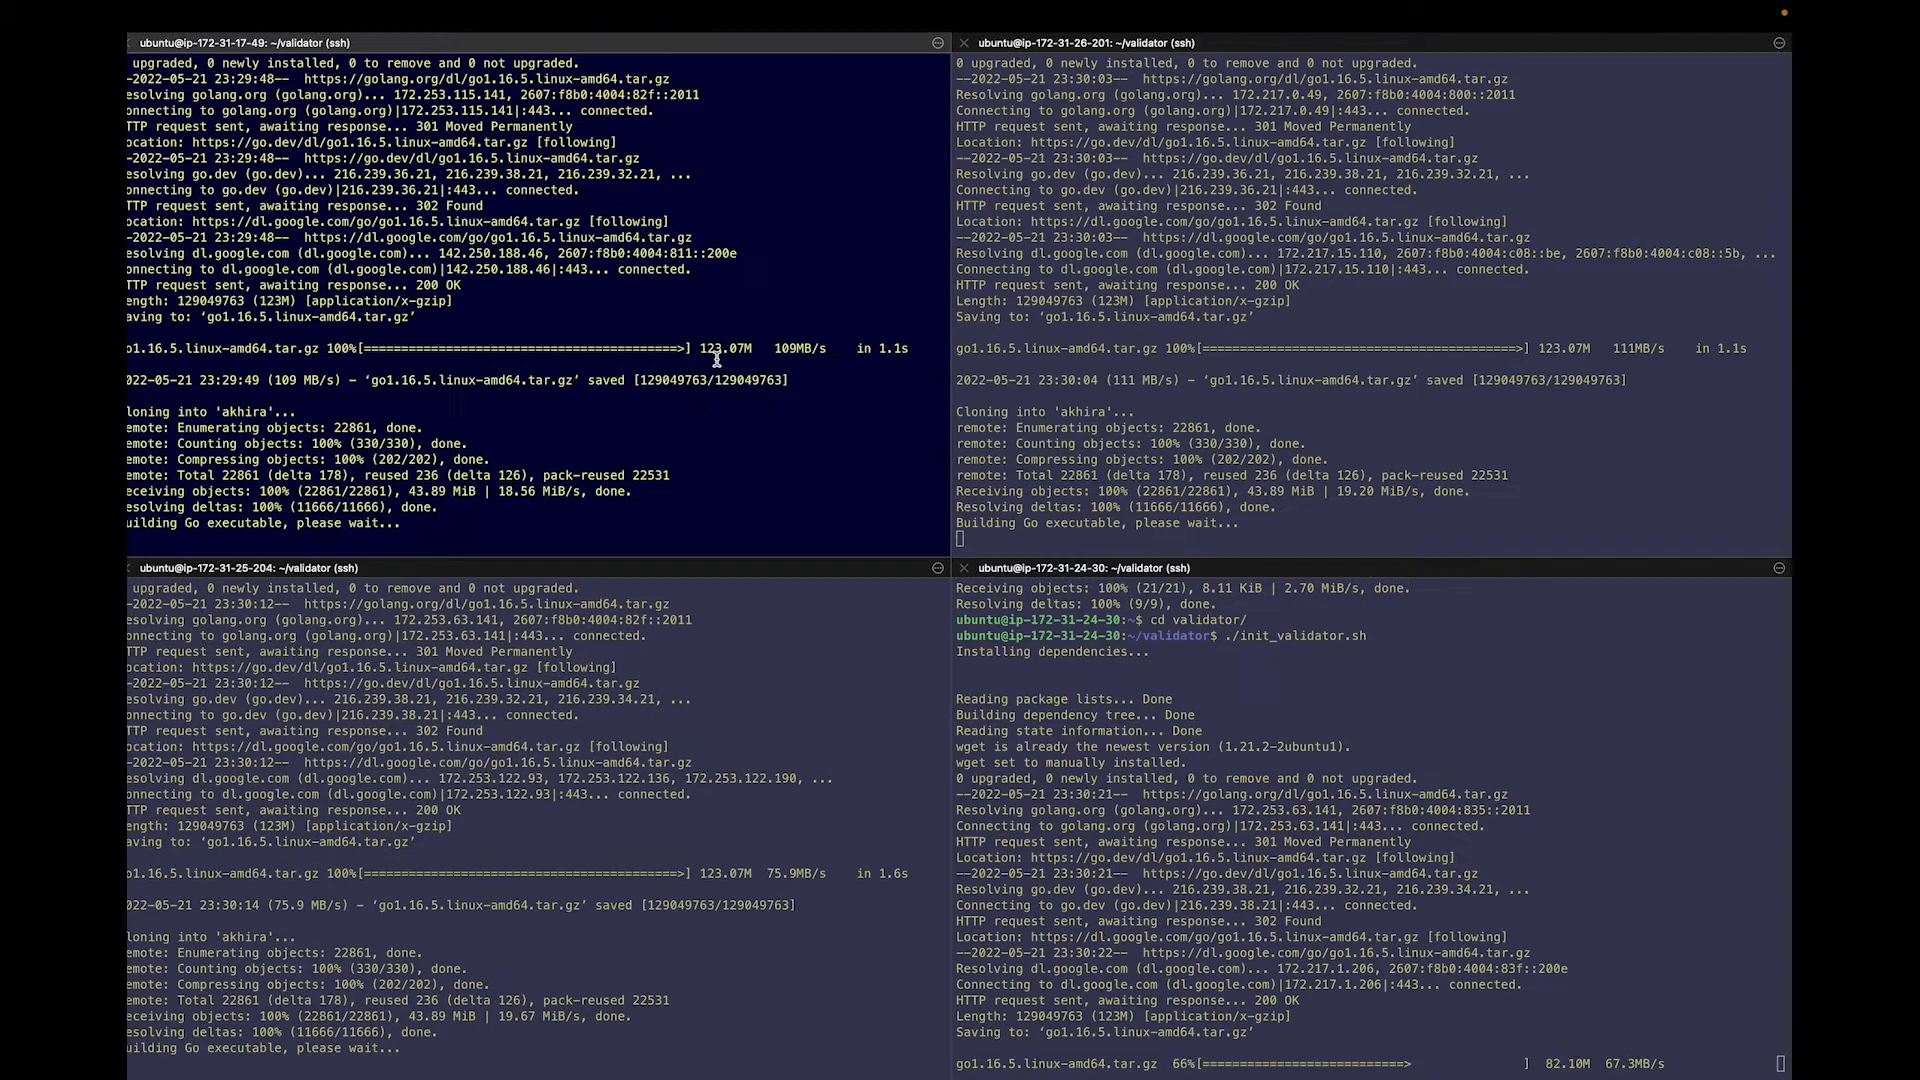 ubuntu@ip-172-31-17-49: ~/validator (ssh)
upgraded, 0 newly installed, 0 to remove and 0 not upgraded.
-2022-05-21 23:29:48--  https://golang.org/dl/go1.16.5.linux-amd64.tar.gz
esolving golang.org (golang.org)... 172.253.115.141, 2607:f8b0:4004:82f::2011
onnecting to golang.org (golang.org)|172.253.115.141|:443... connected.
TTP request sent, awaiting response... 301 Moved Permanently
ocation: https://go.dev/dl/go1.16.5.linux-amd64.tar.gz [following]
-2022-05-21 23:29:48--  https://go.dev/dl/go1.16.5.linux-amd64.tar.gz
esolving go.dev (go.dev)... 216.239.36.21, 216.239.38.21, 216.239.32.21, ...
onnecting to go.dev (go.dev)|216.239.36.21|:443... connected.
TTP request sent, awaiting response... 302 Found
ocation: https://dl.google.com/go/go1.16.5.linux-amd64.tar.gz [following]
-2022-05-21 23:29:48--  https://dl.google.com/go/go1.16.5.linux-amd64.tar.gz
esolving dl.google.com (dl.google.com)... 142.250.188.46, 2607:f8b0:4004:811::200e
onnecting to dl.google.com (dl.google.com)|142.250.188.46|:443... connected.
TTP request sent, awaiting response... 200 OK
ength: 129049763 (123M) [application/x-gzip]
aving to: ‘go1.16.5.linux-amd64.tar.gz’
o1.16.5.linux-amd64.tar.gz 100%[==========================================>] 123.07M   109MB/s    in 1.1s
022-05-21 23:29:49 (109 MB/s) - ‘go1.16.5.linux-amd64.tar.gz’ saved [129049763/129049763]
loning into 'akhira'...
emote: Enumerating objects: 22861, done.
emote: Counting objects: 100% (330/330), done.
emote: Compressing objects: 100% (202/202), done.
emote: Total 22861 (delta 178), reused 236 (delta 126), pack-reused 22531
eceiving objects: 100% (22861/22861), 43.89 MiB | 18.56 MiB/s, done.
esolving deltas: 100% (11666/11666), done.
uilding Go executable, please wait...
ubuntu@ip-172-31-26-201: ~/validator (ssh)
0 upgraded, 0 newly installed, 0 to remove and 0 not upgraded.
--2022-05-21 23:30:03--  https://golang.org/dl/go1.16.5.linux-amd64.tar.gz
Resolving golang.org (golang.org)... 172.217.0.49, 2607:f8b0:4004:800::2011
Connecting to golang.org (golang.org)|172.217.0.49|:443... connected.
HTTP request sent, awaiting response... 301 Moved Permanently
Location: https://go.dev/dl/go1.16.5.linux-amd64.tar.gz [following]
--2022-05-21 23:30:03--  https://go.dev/dl/go1.16.5.linux-amd64.tar.gz
Resolving go.dev (go.dev)... 216.239.36.21, 216.239.38.21, 216.239.32.21, ...
Connecting to go.dev (go.dev)|216.239.36.21|:443... connected.
HTTP request sent, awaiting response... 302 Found
Location: https://dl.google.com/go/go1.16.5.linux-amd64.tar.gz [following]
--2022-05-21 23:30:03--  https://dl.google.com/go/go1.16.5.linux-amd64.tar.gz
Resolving dl.google.com (dl.google.com)... 172.217.15.110, 2607:f8b0:4004:c08::be, 2607:f8b0:4004:c08::5b, ...
Connecting to dl.google.com (dl.google.com)|172.217.15.110|:443... connected.
HTTP request sent, awaiting response... 200 OK
Length: 129049763 (123M) [application/x-gzip]
Saving to: ‘go1.16.5.linux-amd64.tar.gz’
go1.16.5.linux-amd64.tar.gz 100%[==========================================>] 123.07M   111MB/s    in 1.1s
2022-05-21 23:30:04 (111 MB/s) - ‘go1.16.5.linux-amd64.tar.gz’ saved [129049763/129049763]
Cloning into 'akhira'...
remote: Enumerating objects: 22861, done.
remote: Counting objects: 100% (330/330), done.
remote: Compressing objects: 100% (202/202), done.
remote: Total 22861 (delta 178), reused 236 (delta 126), pack-reused 22531
Receiving objects: 100% (22861/22861), 43.89 MiB | 19.20 MiB/s, done.
Resolving deltas: 100% (11666/11666), done.
Building Go executable, please wait...
ubuntu@ip-172-31-25-204: ~/validator (ssh)
upgraded, 0 newly installed, 0 to remove and 0 not upgraded.
-2022-05-21 23:30:12--  https://golang.org/dl/go1.16.5.linux-amd64.tar.gz
esolving golang.org (golang.org)... 172.253.63.141, 2607:f8b0:4004:82f::2011
onnecting to golang.org (golang.org)|172.253.63.141|:443... connected.
TTP request sent, awaiting response... 301 Moved Permanently
ocation: https://go.dev/dl/go1.16.5.linux-amd64.tar.gz [following]
-2022-05-21 23:30:12--  https://go.dev/dl/go1.16.5.linux-amd64.tar.gz
esolving go.dev (go.dev)... 216.239.38.21, 216.239.32.21, 216.239.34.21, ...
onnecting to go.dev (go.dev)|216.239.38.21|:443... connected.
TTP request sent, awaiting response... 302 Found
ocation: https://dl.google.com/go/go1.16.5.linux-amd64.tar.gz [following]
-2022-05-21 23:30:12--  https://dl.google.com/go/go1.16.5.linux-amd64.tar.gz
esolving dl.google.com (dl.google.com)... 172.253.122.93, 172.253.122.136, 172.253.122.190, ...
onnecting to dl.google.com (dl.google.com)|172.253.122.93|:443... connected.
TTP request sent, awaiting response... 200 OK
ength: 129049763 (123M) [application/x-gzip]
aving to: ‘go1.16.5.linux-amd64.tar.gz’
o1.16.5.linux-amd64.tar.gz 100%[==========================================>] 123.07M  75.9MB/s    in 1.6s
022-05-21 23:30:14 (75.9 MB/s) - ‘go1.16.5.linux-amd64.tar.gz’ saved [129049763/129049763]
loning into 'akhira'...
emote: Enumerating objects: 22861, done.
emote: Counting objects: 100% (330/330), done.
emote: Compressing objects: 100% (202/202), done.
emote: Total 22861 (delta 178), reused 236 (delta 126), pack-reused 22531
eceiving objects: 100% (22861/22861), 43.89 MiB | 19.67 MiB/s, done.
esolving deltas: 100% (11666/11666), done.
uilding Go executable, please wait...
ubuntu@ip-172-31-24-30: ~/validator (ssh)
Receiving objects: 100% (21/21), 8.11 KiB | 2.70 MiB/s, done.
Resolving deltas: 100% (9/9), done.
ubuntu@ip-172-31-24-30:~$ cd validator/
ubuntu@ip-172-31-24-30:~/validator$ ./init_validator.sh
Installing dependencies...
Reading package lists... Done
Building dependency tree... Done
Reading state information... Done
wget is already the newest version (1.21.2-2ubuntu1).
wget set to manually installed.
0 upgraded, 0 newly installed, 0 to remove and 0 not upgraded.
--2022-05-21 23:30:21--  https://golang.org/dl/go1.16.5.linux-amd64.tar.gz
Resolving golang.org (golang.org)... 172.253.63.141, 2607:f8b0:4004:835::2011
Connecting to golang.org (golang.org)|172.253.63.141|:443... connected.
HTTP request sent, awaiting response... 301 Moved Permanently
Location: https://go.dev/dl/go1.16.5.linux-amd64.tar.gz [following]
--2022-05-21 23:30:21--  https://go.dev/dl/go1.16.5.linux-amd64.tar.gz
Resolving go.dev (go.dev)... 216.239.38.21, 216.239.32.21, 216.239.34.21, ...
Connecting to go.dev (go.dev)|216.239.38.21|:443... connected.
HTTP request sent, awaiting response... 302 Found
Location: https://dl.google.com/go/go1.16.5.linux-amd64.tar.gz [following]
--2022-05-21 23:30:22--  https://dl.google.com/go/go1.16.5.linux-amd64.tar.gz
Resolving dl.google.com (dl.google.com)... 172.217.1.206, 2607:f8b0:4004:83f::200e
Connecting to dl.google.com (dl.google.com)|172.217.1.206|:443... connected.
HTTP request sent, awaiting response... 200 OK
Length: 129049763 (123M) [application/x-gzip]
Saving to: ‘go1.16.5.linux-amd64.tar.gz’
go1.16.5.linux-amd64.tar.gz  66%[===========================>               ]  82.10M  67.3MB/s